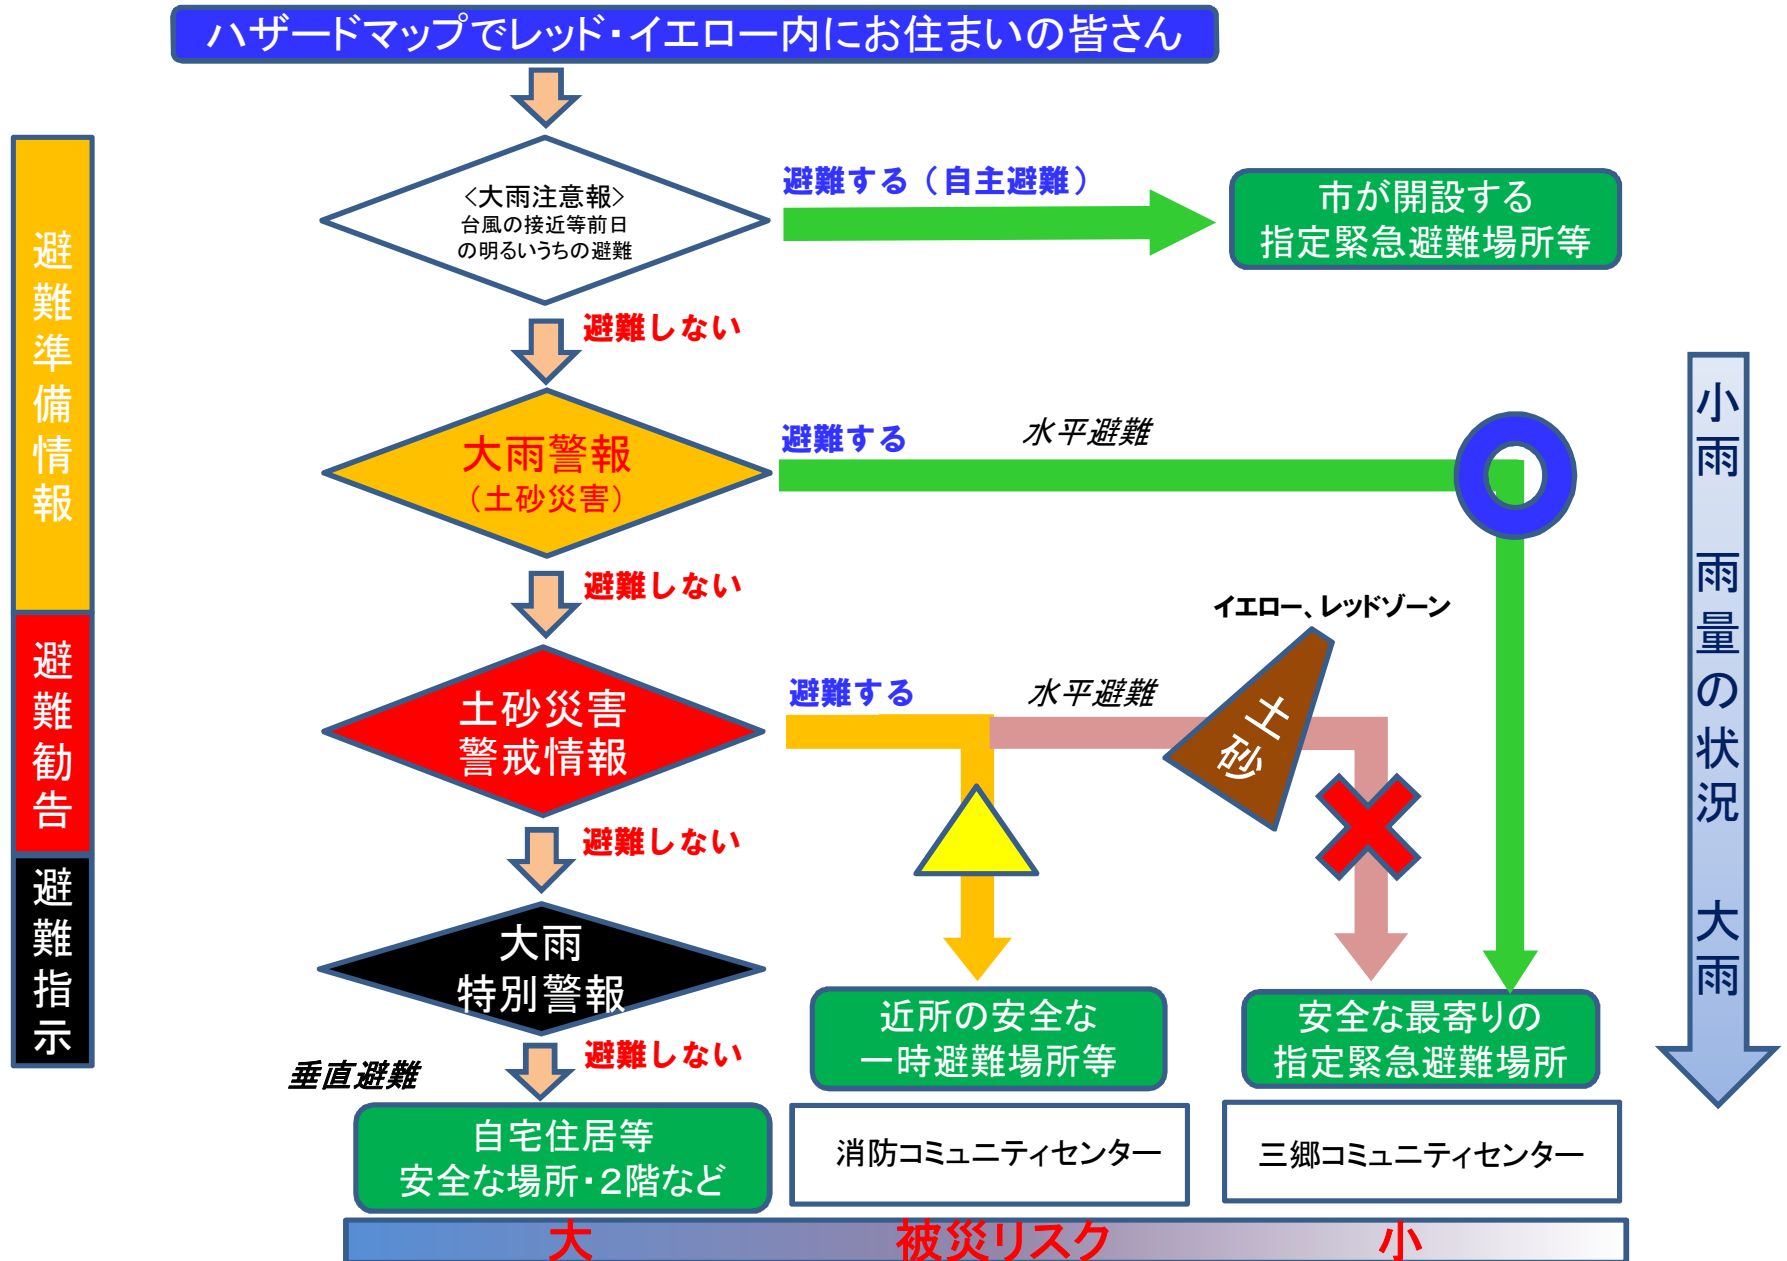 ハザードマップでレッド・イエロー内にお住まいの皆さん
避難準備情報
避難勧告
避難指示
<大雨注意報>
台風の接近等前日
の明るいうちの避難
避難する（自主避難）
市が開設する
指定緊急避難場所等
避難しない
大雨警報
（土砂災害）
避難する
水平避難
避難しない
イエロー、レッドゾーン
土砂災害
警戒情報
避難する
水平避難
土砂
避難しない
大雨
特別警報
避難しない
垂直避難
近所の安全な
一時避難場所等
安全な最寄りの
指定緊急避難場所
自宅住居等
安全な場所・２階など
消防コミュニティセンター
三郷コミュニティセンター
大 被災リスク 小
小雨 雨量の状況 大雨